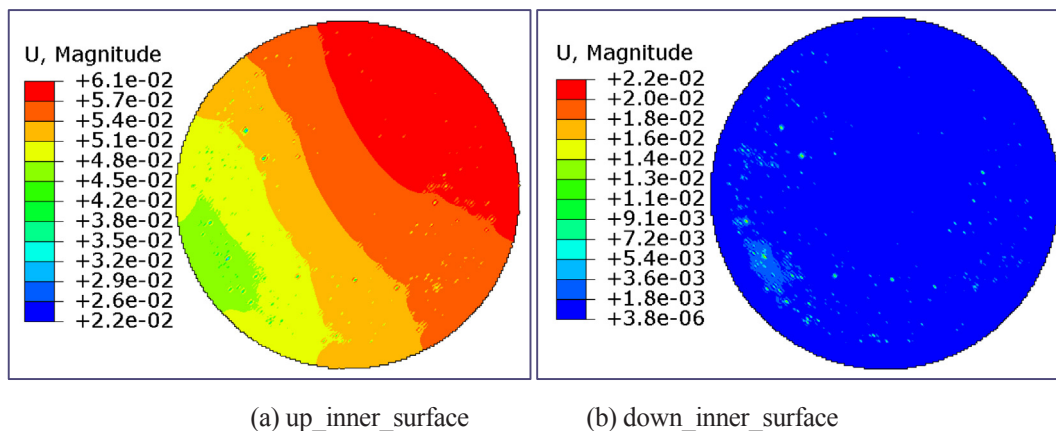 U, Magnitude
+6.1e-02
+5.7e-02
+5.4e-02
+5.1e-02
+4.8e-02
+4.5e-02
+4.2e-02
+3.8e-02
+3.5e-02
+3.2e-02
+2.9e-02
+2.6e-02
+2.2e-02
U, Magnitude
+2.2e-02
+2.0e-02
+1.8e-02
+1.6e-02
+1.4e-02
+1.3e-02
+1.1e-02
+9.1e-03
+7.2e-03
+5.4e-03
+3.6e-03
+1.8e-03
+3.8e-06
(a) up_inner_surface
(b) down_inner_surface